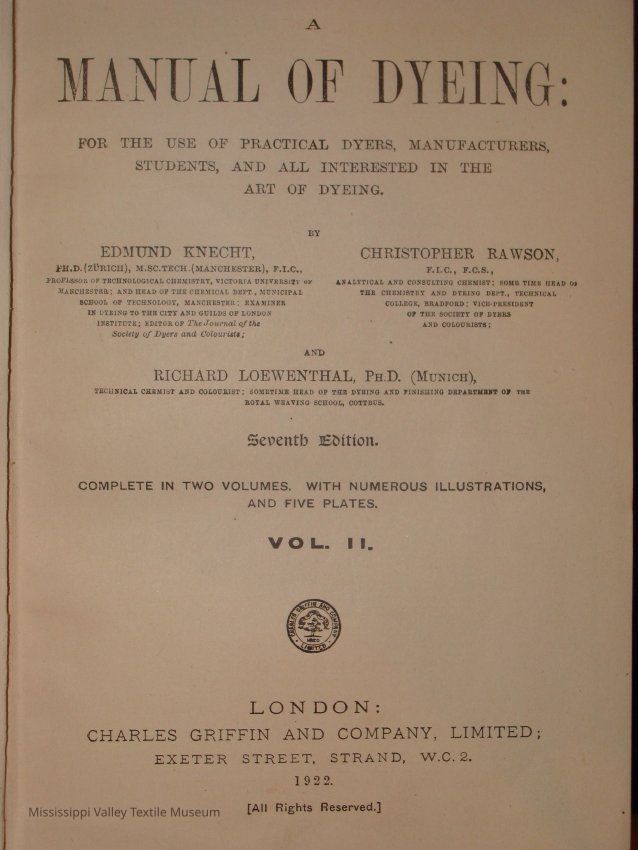 A
MANUAL OF DYEING:
FOR THE USE OF PRACTICAL DYERS, MANUFACTURERS,
STUDENTS, AND ALL INTERESTED IN THE
ART OF DYEING.
BY
EDMUND KNECHT,
PH.D.(ZÜRICH), M.SC.TECH.(MANCHESTER), F.I.C.,
PROFESSOR OF TECHNOLOGICAL CHEMISTRY, VICTORIA UNIVERSITY OF
MANCHESTER: AND HEAD OF THE CHEMICAL DEPT., MUNICIPAL
SCHOOL OF TECHNOLOGY, MANCHESTER: EXAMINER
IN DYEING TO THE CITY AND GUILDS OF LONDON
INSTITUTE; EDITOR OF The Journal of the
Society of Dyers and Colourists;
CHRISTOPHER RAWSON,
F.I.C., F.C.S.,
ANALYTICAL AND CONSULTING CHEMIST; SOME TIME HEAD OF
THE CHEMISTRY AND DYEING DEPT., TECHNICAL
COLLEGE, BRADFORD; VICE-PRESIDENT
OF THE SOCIETY OF DYERS
AND COLOURISTS;
AND
RICHARD LOEWENTHAL, PH.D. (MUNICH),
TECHNICAL CHEMIST AND COLOURIST; SOMETIME HEAD OF THE DYEING AND FINISHING DEPARTMENT OF THE
ROYAL WEAVING SCHOOL, COTTBUS.
Seventh Edition.
COMPLETE IN TWO VOLUMES. WITH NUMEROUS ILLUSTRATIONS,
AND FIVE PLATES.
VOL. II.
CHARLES GRIFFIN AND COMPANY
LIMITED
LONDON:
CHARLES GRIFFIN AND COMPANY, LIMITED;
EXETER STREET, STRAND, W.C.2.
1922.
[All Rights Reserved.]
Mississippi Valley Textile Museum